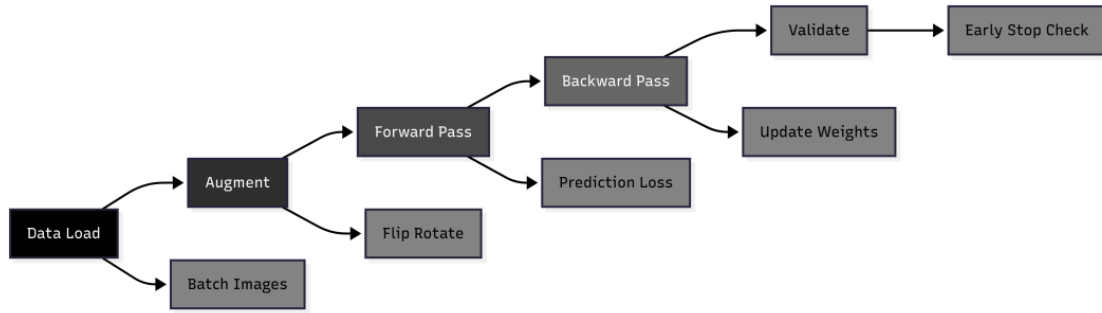 Validate
Early Stop Check
Backward Pass
Update Weights
Forward Pass
Prediction Loss
Augment
Flip Rotate
Data Load
Batch Images